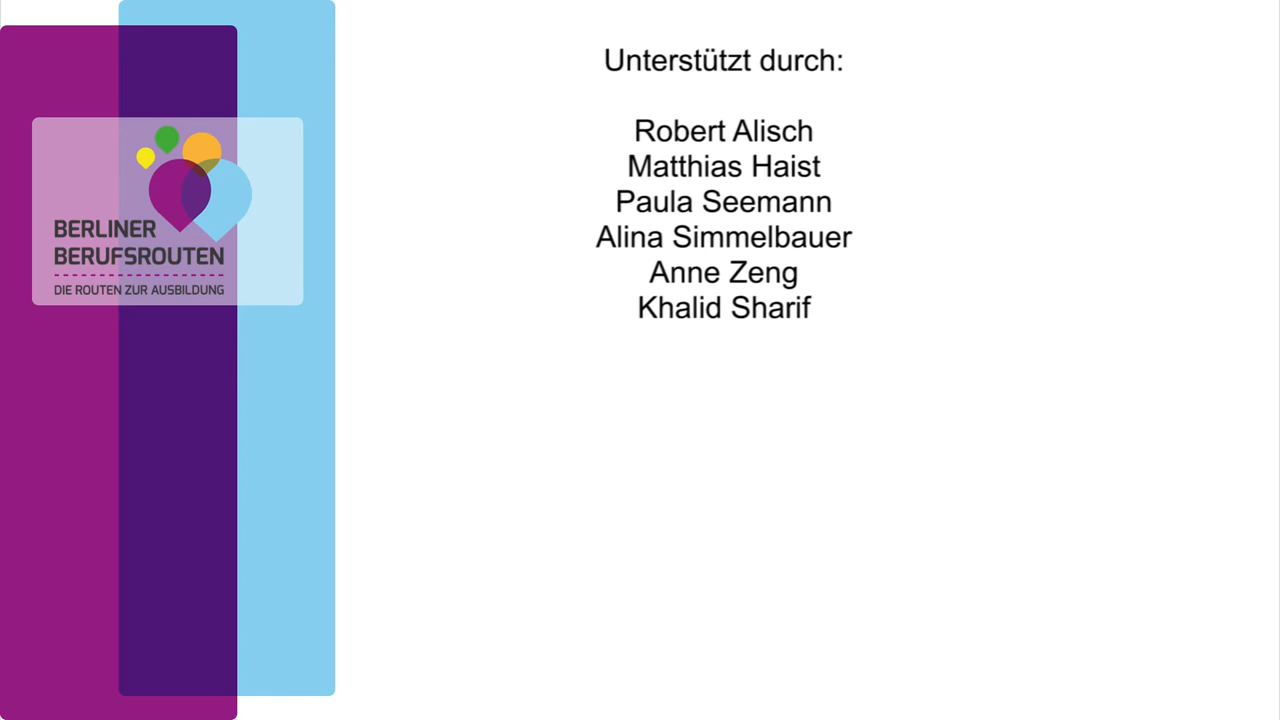 BERLINER
BERUFSROUTEN
DIE ROUTEN ZUR AUSBILDUNG
Unterstützt durch:
Robert Alisch
Matthias Haist
Paula Seemann
Alina Simmelbauer
Anne Zeng
Khalid Sharif